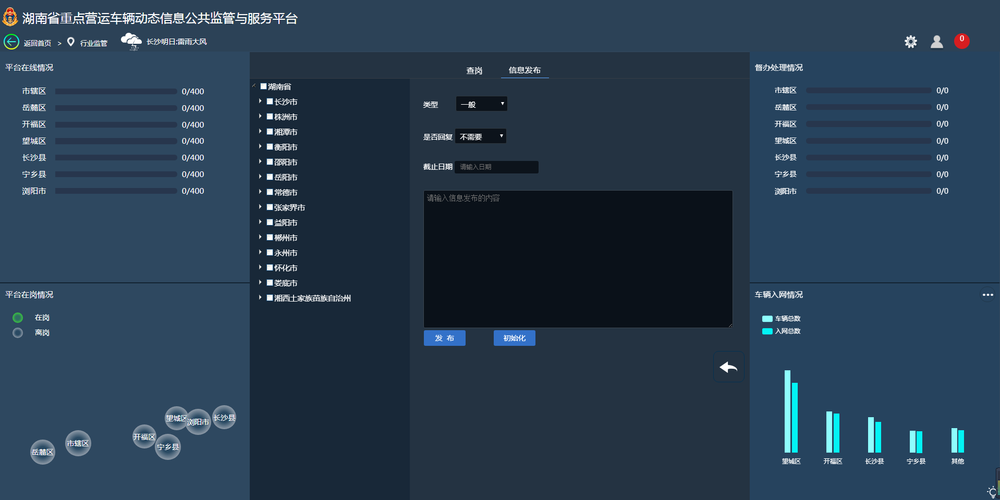 湖南省重点营运车辆动态信息公共监管与服务平台
返回首页 > 行业监管 长沙明日:雷雨大风
0
平台在线情况
市辖区 0/400
岳麓区 0/400
开福区 0/400
望城区 0/400
长沙县 0/400
宁乡县 0/400
浏阳市 0/400
平台在岗情况
在岗
离岗
望城区
浏阳市
长沙县
开福区
宁乡县
市辖区
岳麓区
查岗 信息发布
湖南省
长沙市
株洲市
湘潭市
衡阳市
邵阳市
岳阳市
常德市
张家界市
益阳市
郴州市
永州市
怀化市
娄底市
湘西土家族苗族自治州
类型 一般
是否回复 不需要
截止日期 请输入日期
请输入信息发布的内容
发 布 初始化
督办处理情况
市辖区 0/0
岳麓区 0/0
开福区 0/0
望城区 0/0
长沙县 0/0
宁乡县 0/0
浏阳市 0/0
车辆入网情况
车辆总数
入网总数
望城区 开福区 长沙县 宁乡县 其他